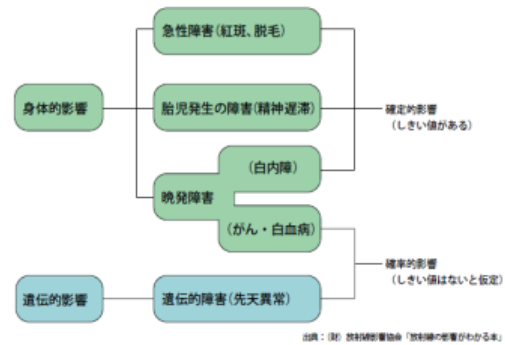 急性障害(紅斑、脱毛)
身体的影響
胎児発生の障害(精神遅滞)
確定的影響
(しきい値がある)
(白内障)
晩発障害
(がん・白血病)
確率的影響
(しきい値はないと仮定)
遺伝的影響
遺伝的障害(先天異常)
出典:(財)放射線影響協会「放射線の影響がわかる本」